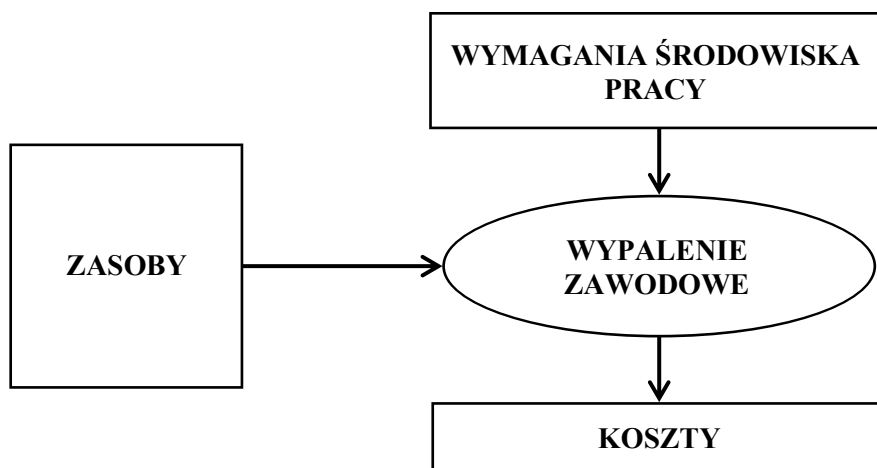 WYMAGANIA ŚRODOWISKA
PRACY
ZASOBY
WYPALENIE
ZAWODOWE
KOSZTY